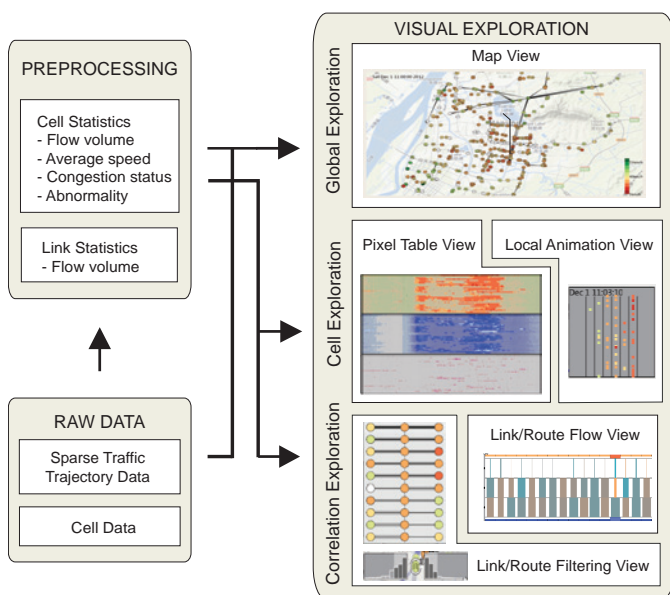 PREPROCESSING
Cell Statistics
- Flow volume
- Average speed
- Congestion status
- Abnormality
Link Statistics
- Flow volume
RAW DATA
Sparse Traffic
Trajectory Data
Cell Data
VISUAL EXPLORATION
Global Exploration
Map View
Cell Exploration
Pixel Table View
Local Animation View
Dec 1 11:03:10
Correlation Exploration
Link/Route Flow View
Link/Route Filtering View